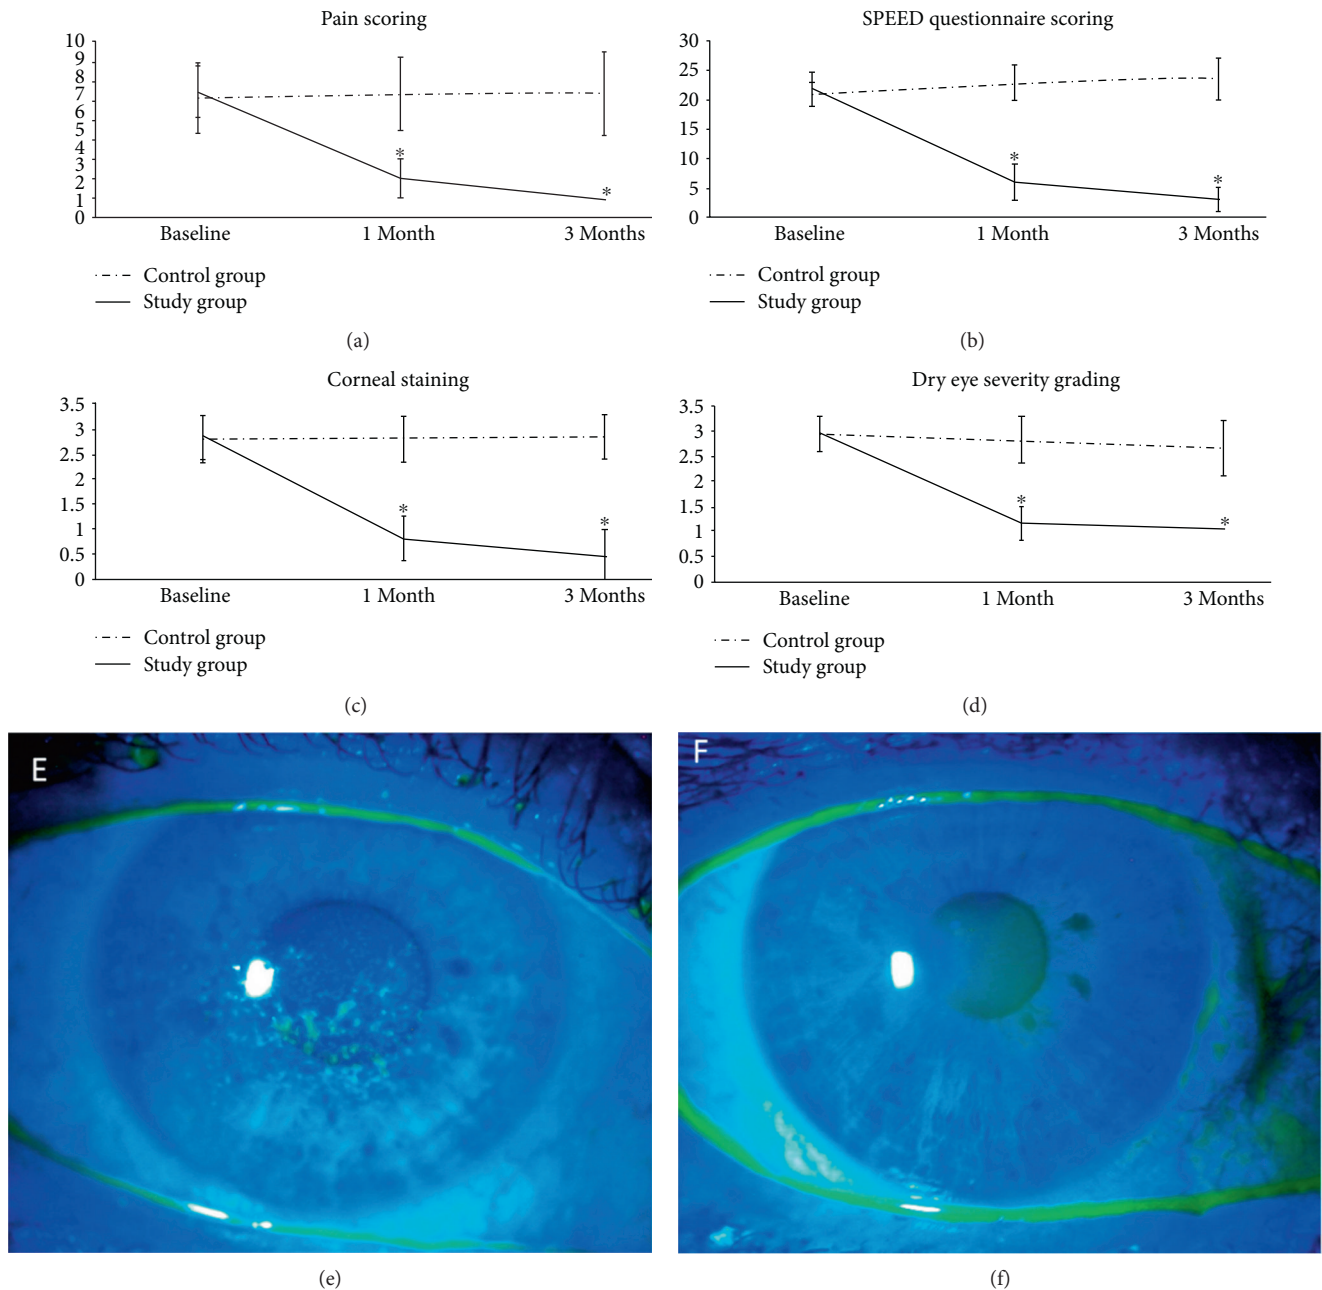 Pain scoring
10
9
8
7
6
5
4
3
2
1
0
Baseline
1 Month
3 Months
*
*
Control group
Study group
(a)
SPEED questionnaire scoring
30
25
20
15
10
5
0
Baseline
1 Month
3 Months
*
*
Control group
Study group
(b)
Corneal staining
3.5
3
2.5
2
1.5
1
0.5
0
Baseline
1 Month
3 Months
*
*
Control group
Study group
(c)
Dry eye severity grading
3.5
3
2.5
2
1.5
1
0.5
0
Baseline
1 Month
3 Months
*
*
Control group
Study group
(d)
E
(e)
F
(f)